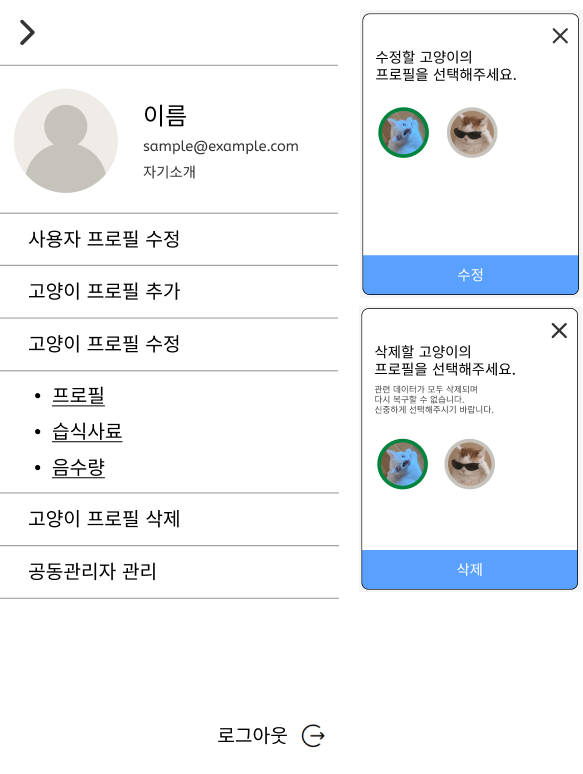 이름
sample@example.com
자기소개
사용자 프로필 수정
고양이 프로필 추가
고양이 프로필 수정
• 프로필
• 습식사료
• 음수량
고양이 프로필 삭제
공동관리자 관리
로그아웃
수정할 고양이의
프로필을 선택해주세요.
수정
삭제할 고양이의
프로필을 선택해주세요.
관련 데이터가 모두 삭제되며
다시 복구할 수 없습니다.
신중하게 선택해주시기 바랍니다.
삭제